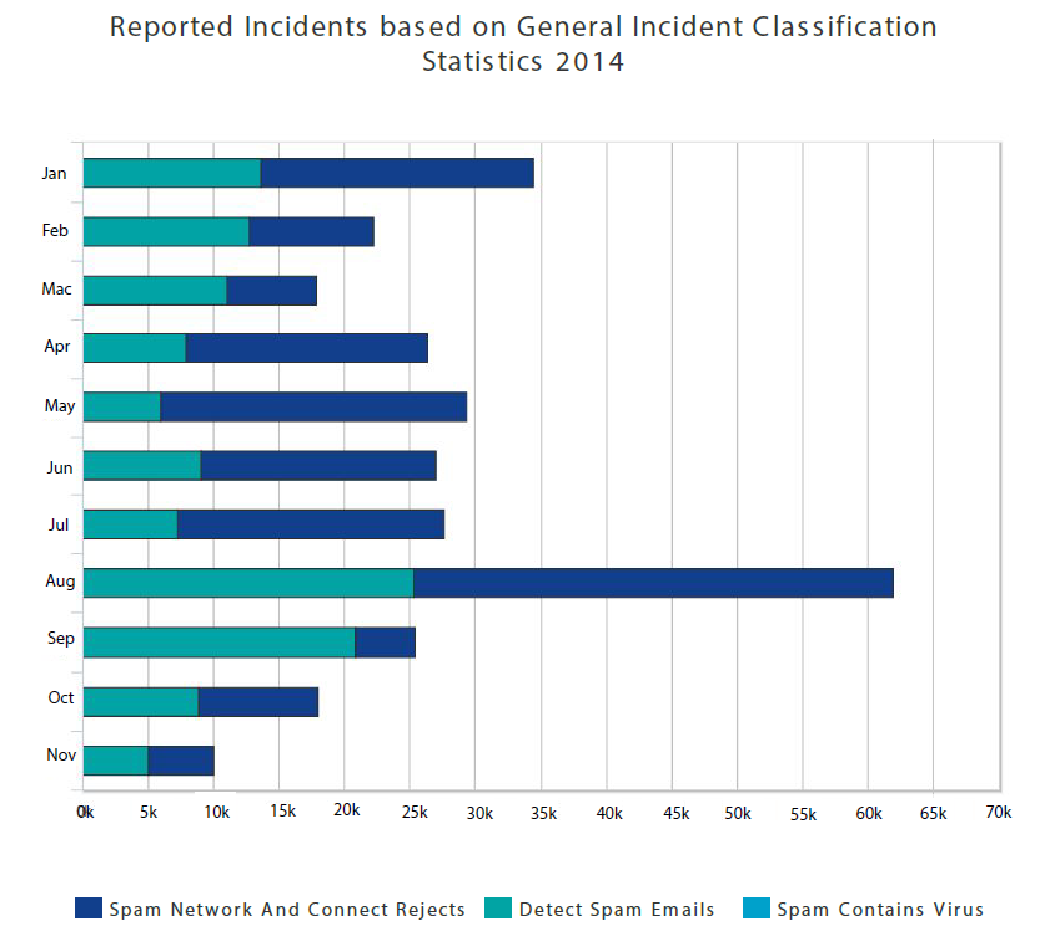 Reported Incidents based on General Incident Classification
Statistics 2014
Jan
Feb
Mac
Apr
May
Jun
Jul
Aug
Sep
Oct
Nov
0k 5k 10k 15k 20k 25k 30k 35k 40k 45k 50k 55k 60k 65k 70k
Spam Network And Connect Rejects Detect Spam Emails Spam Contains Virus